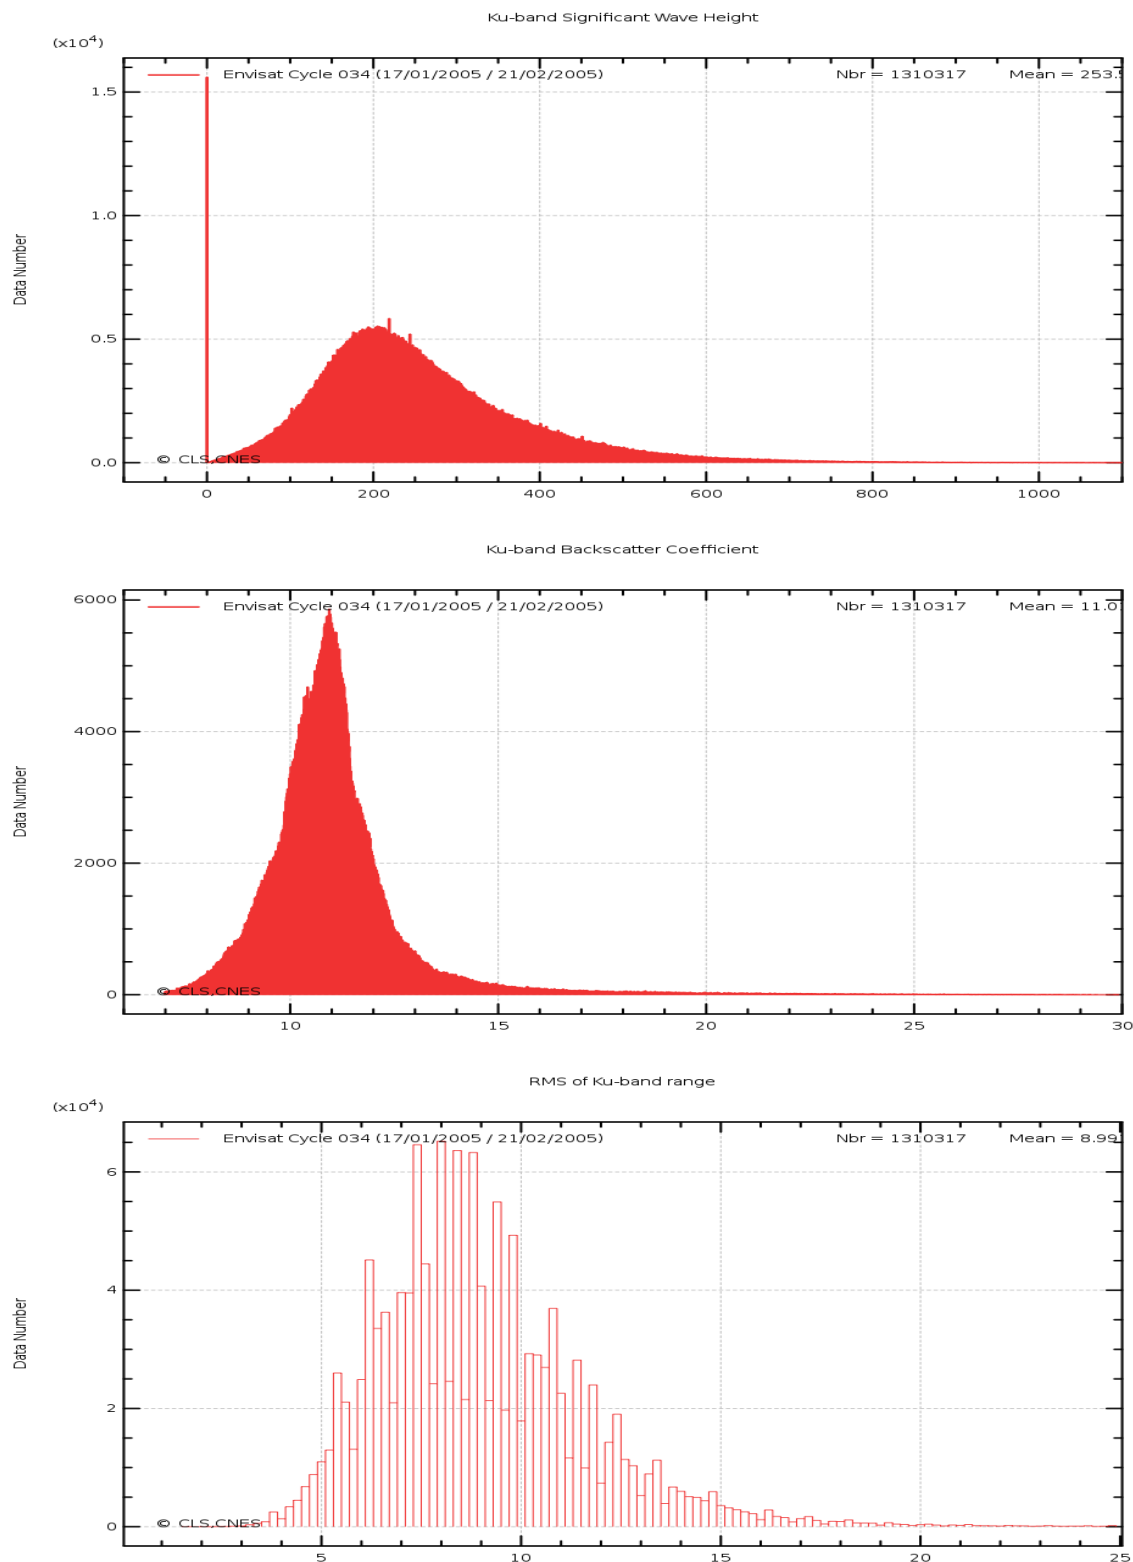 Ku-band Significant Wave Height
(x10⁴)
Envisat Cycle 034 (17/01/2005 / 21/02/2005) Nbr = 1310317 Mean = 253.5
1.5
1.0
0.5
0.0
Data Number
© CLS,CNES
0 200 400 600 800 1000
Ku-band Backscatter Coefficient
Envisat Cycle 034 (17/01/2005 / 21/02/2005) Nbr = 1310317 Mean = 11.0
6000
4000
2000
0
Data Number
© CLS,CNES
10 15 20 25 30
RMS of Ku-band range
(x10⁴)
Envisat Cycle 034 (17/01/2005 / 21/02/2005) Nbr = 1310317 Mean = 8.99
6
4
2
0
Data Number
© CLS,CNES
5 10 15 20 25